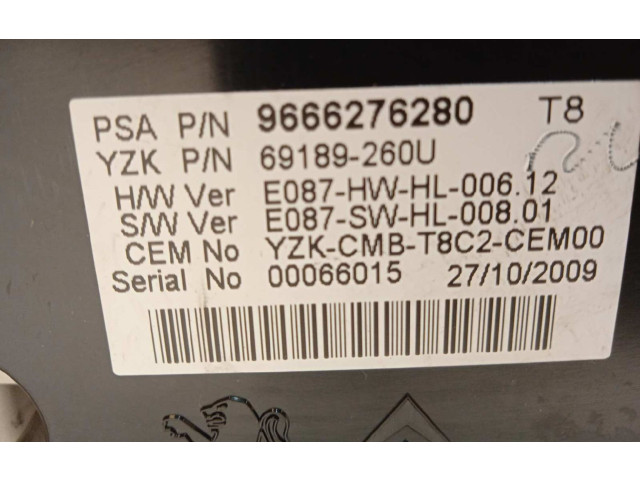 PSA P/N 9666276280 T8
YZK P/N 69189-260U
H/W Ver E087-HW-HL-006.12
S/W Ver E087-SW-HL-008.01
CEM No YZK-CMB-T8C2-CEM00
Serial No 00066015 27/10/2009